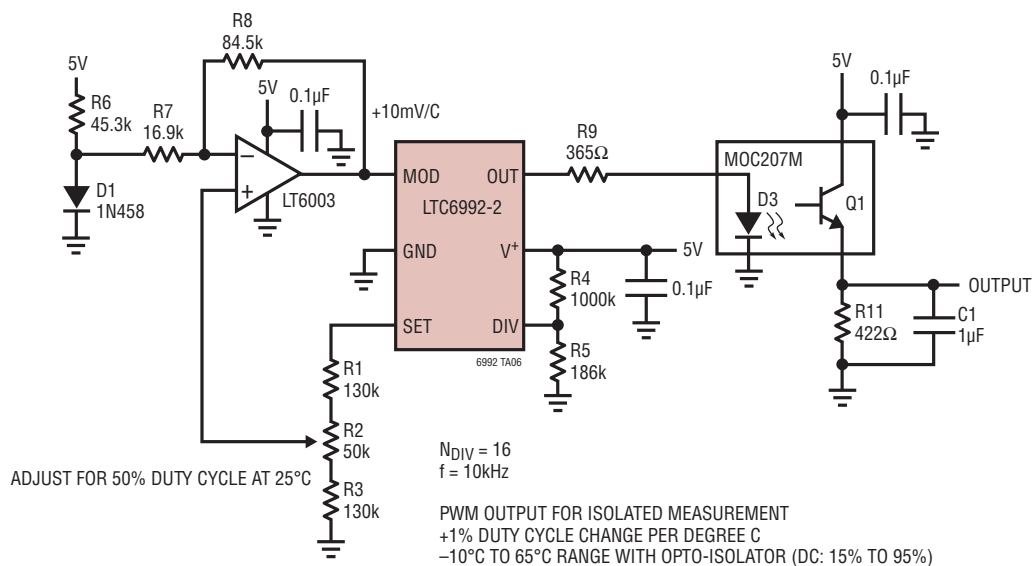 R8
84.5k
5V
R6
45.3k
R7
16.9k
5V
0.1µF
+10mV/C
–
+
LT6003
D1
1N458
MOD
OUT
LTC6992-2
GND
V+
SET
DIV
6992 TA06
R9
365Ω
5V
0.1µF
MOC207M
D3
Q1
5V
R4
1000k
0.1µF
R5
186k
OUTPUT
R11
422Ω
C1
1µF
R1
130k
R2
50k
R3
130k
ADJUST FOR 50% DUTY CYCLE AT 25°C
NDIV = 16
f = 10kHz
PWM OUTPUT FOR ISOLATED MEASUREMENT
+1% DUTY CYCLE CHANGE PER DEGREE C
–10°C TO 65°C RANGE WITH OPTO-ISOLATOR (DC: 15% TO 95%)